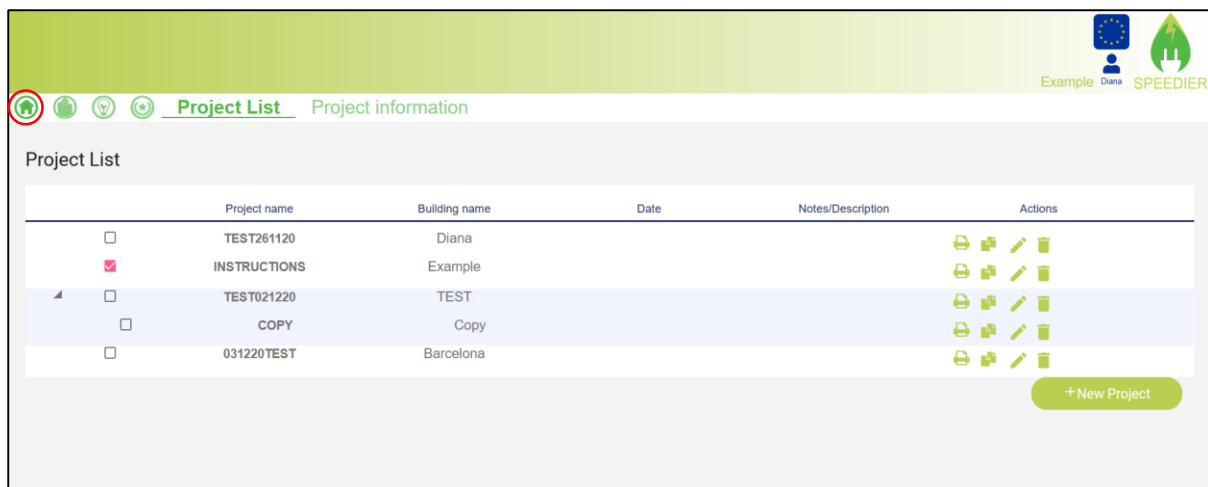 Example Diana SPEEDIER
Project List Project information
Project List
Project name Building name Date Notes/Description Actions
TEST261120 Diana
INSTRUCTIONS Example
TEST021220 TEST
COPY Copy
031220TEST Barcelona
+New Project